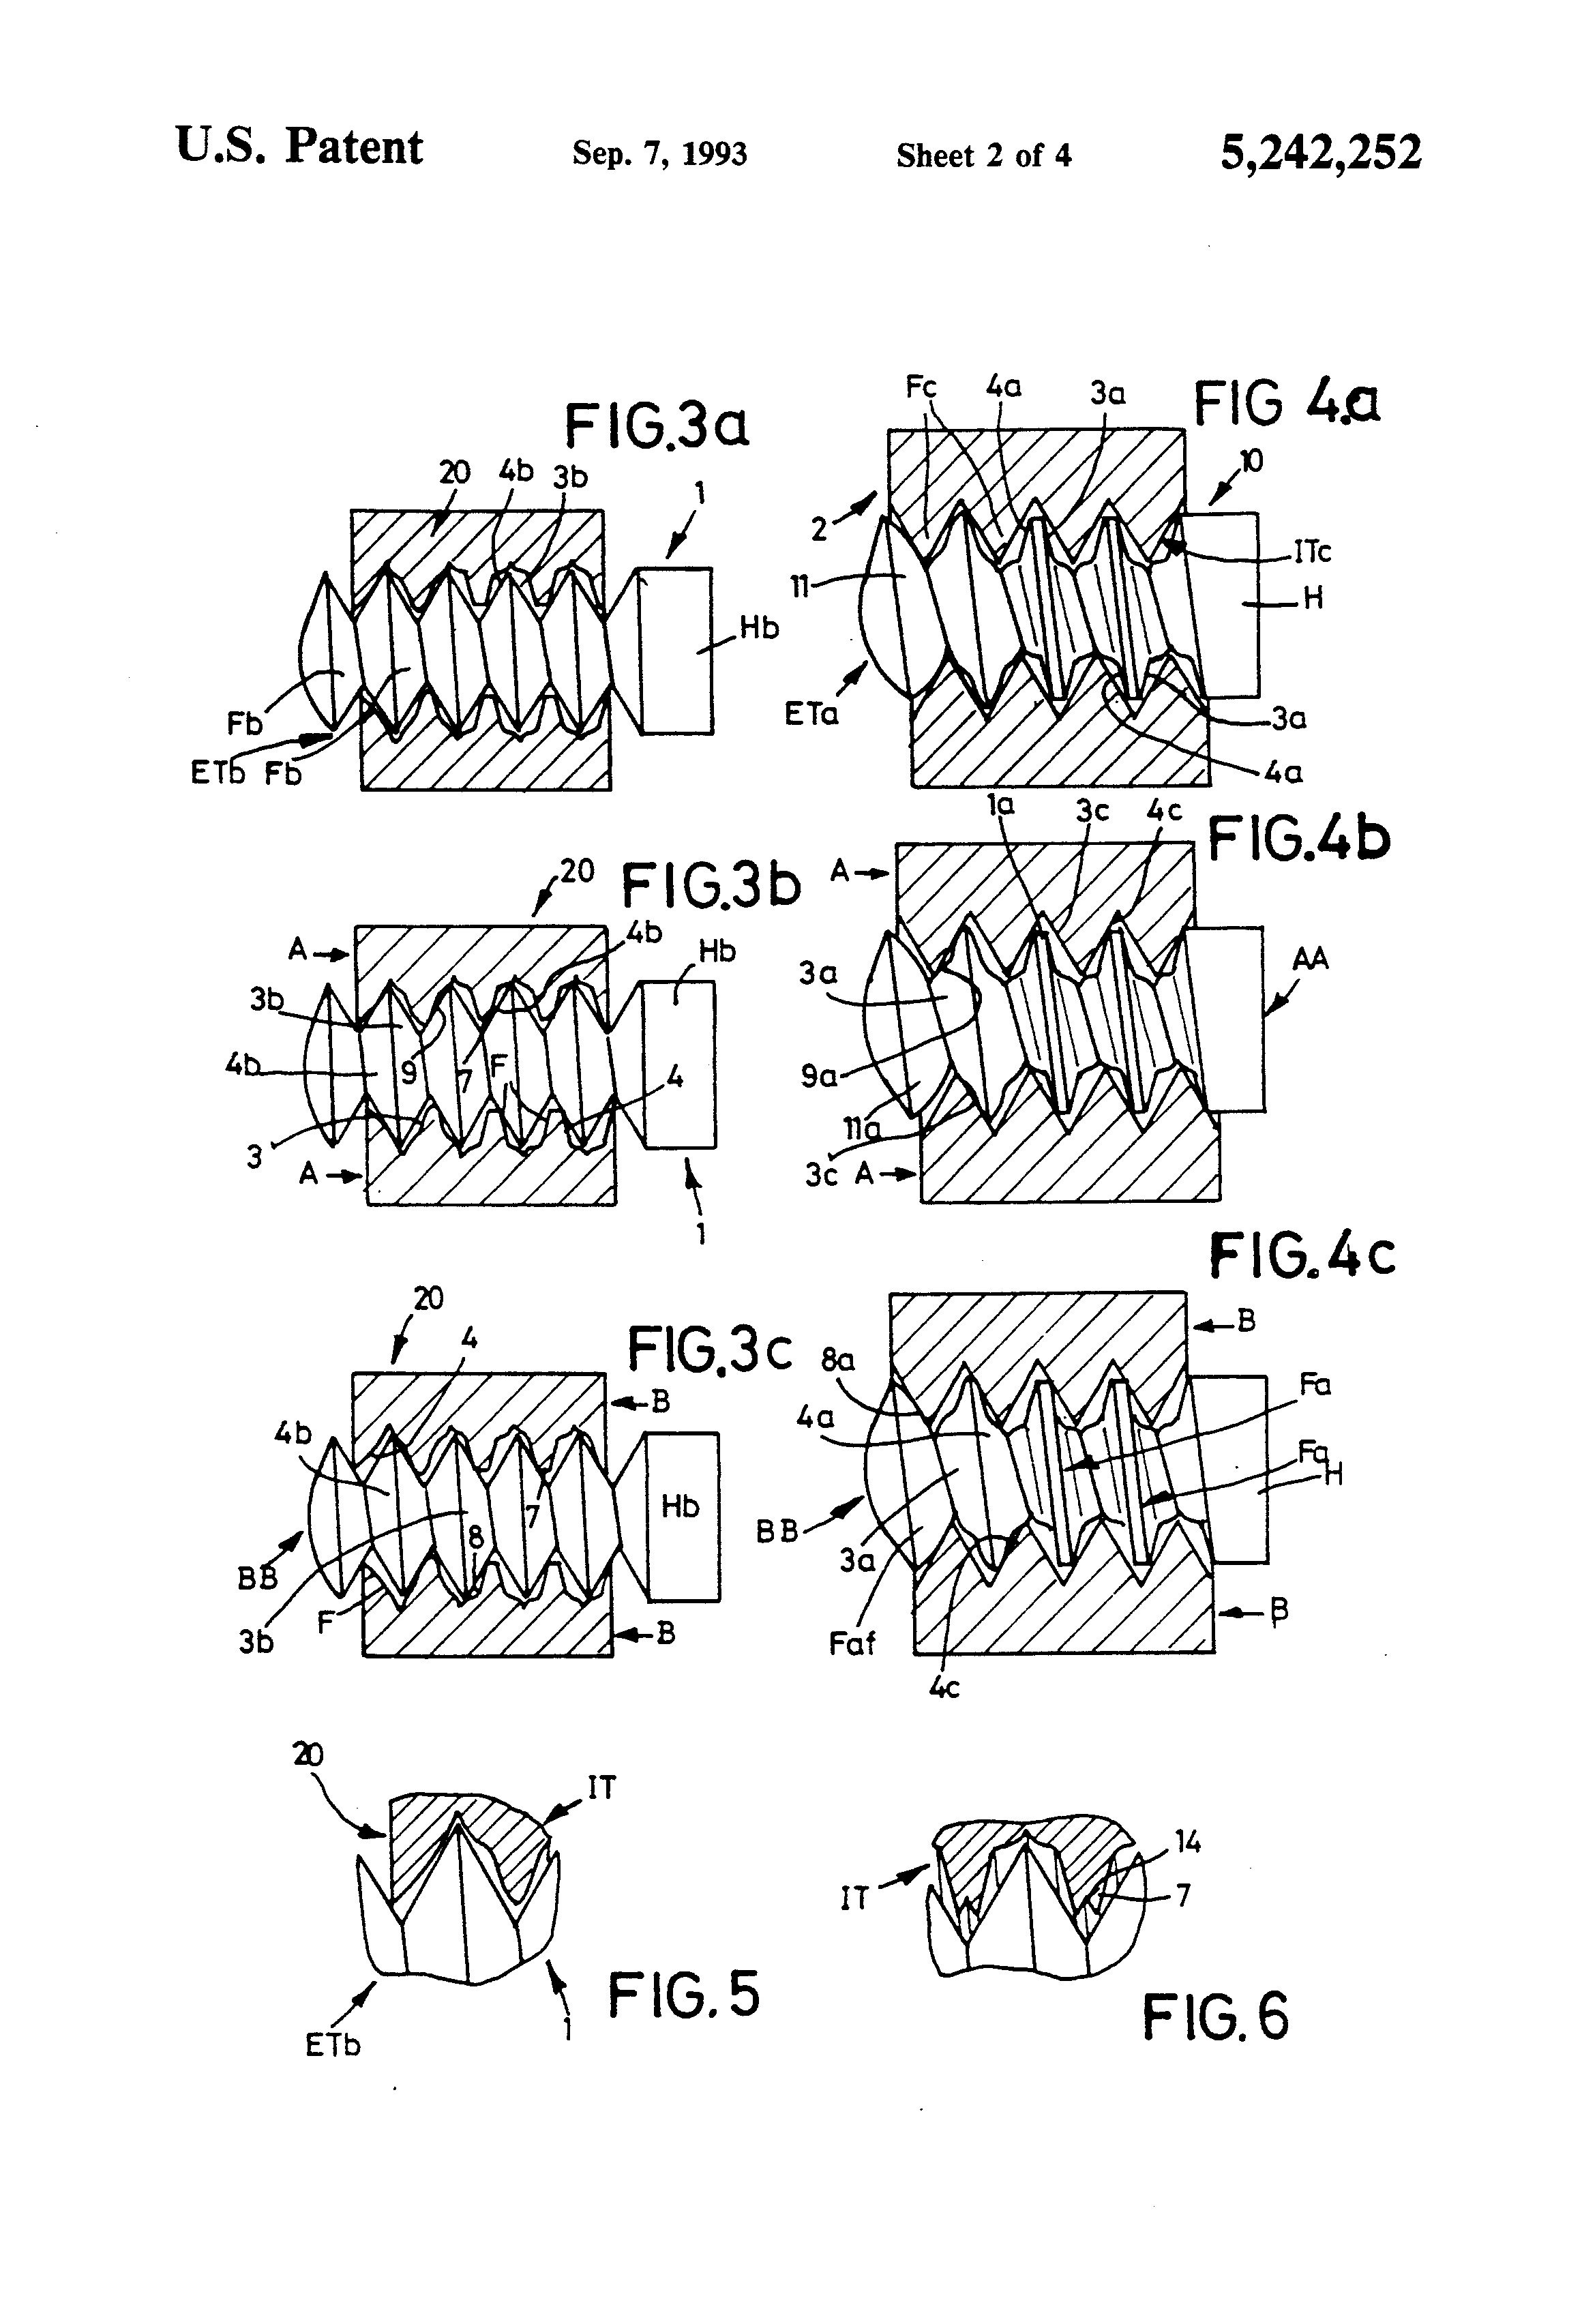 U.S. Patent Sep. 7, 1993 Sheet 2 of 4 5,242,252
FIG.3a
20 4b 3b
1
Hb
Fb
ETb Fb
FIG 4.a
Fc 4a 3a
10
2
ITc
11
H
ETa
3a
4a
FIG.3b
20
A
4b
Hb
3b
4b 9 7 F 4
3
A
1
FIG.4b
1a 3c 4c
A
3a
AA
9a
11a
3c A
FIG.3c
20
4
B
4b
Hb
7
8
BB
F
3b
B
FIG.4c
B
8a
Fa
4a
Fa
H
BB
3a
B
Faf
4c
20
IT
FIG.5
1
ETb
14
IT
7
FIG.6